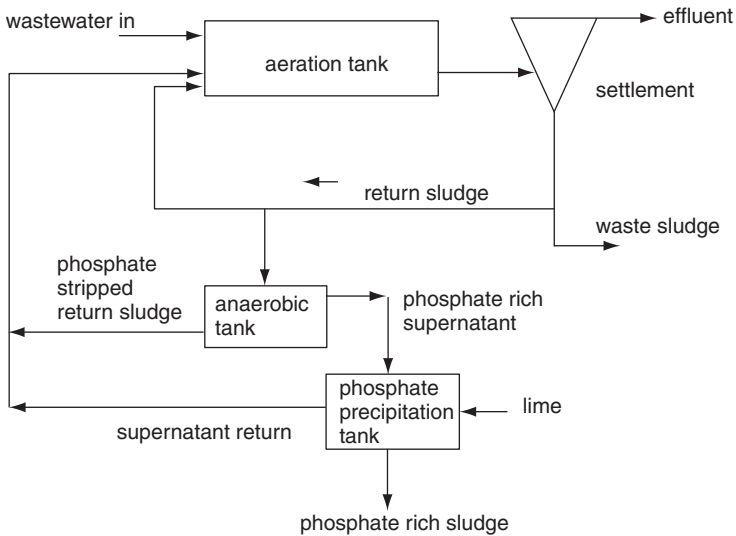 wastewater in
effluent
aeration tank
settlement
return sludge
waste sludge
phosphate
stripped
return sludge
anaerobic
tank
phosphate rich
supernatant
phosphate
precipitation
tank
lime
supernatant return
phosphate rich sludge